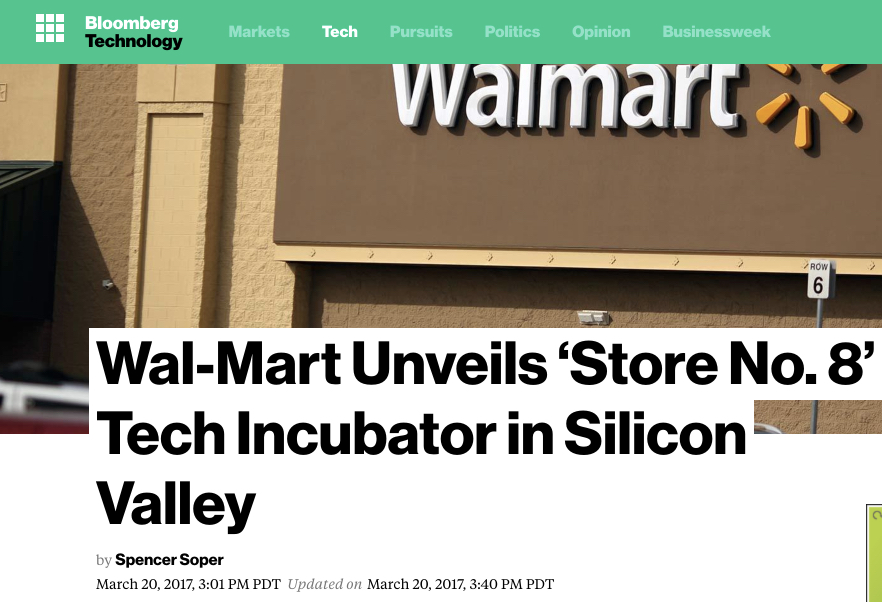 Bloomberg
Technology
Markets Tech Pursuits Politics Opinion Businessweek
Walmart
ROW
6
Wal-Mart Unveils ‘Store No. 8’
Tech Incubator in Silicon
Valley
by Spencer Soper
March 20, 2017, 3:01 PM PDT Updated on March 20, 2017, 3:40 PM PDT